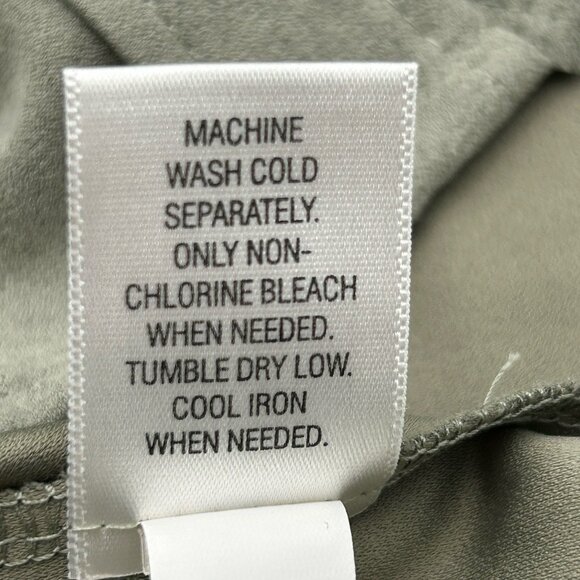 MACHINE
WASH COLD
SEPARATELY.
ONLY NON-
CHLORINE BLEACH
WHEN NEEDED.
TUMBLE DRY LOW.
COOL IRON
WHEN NEEDED.